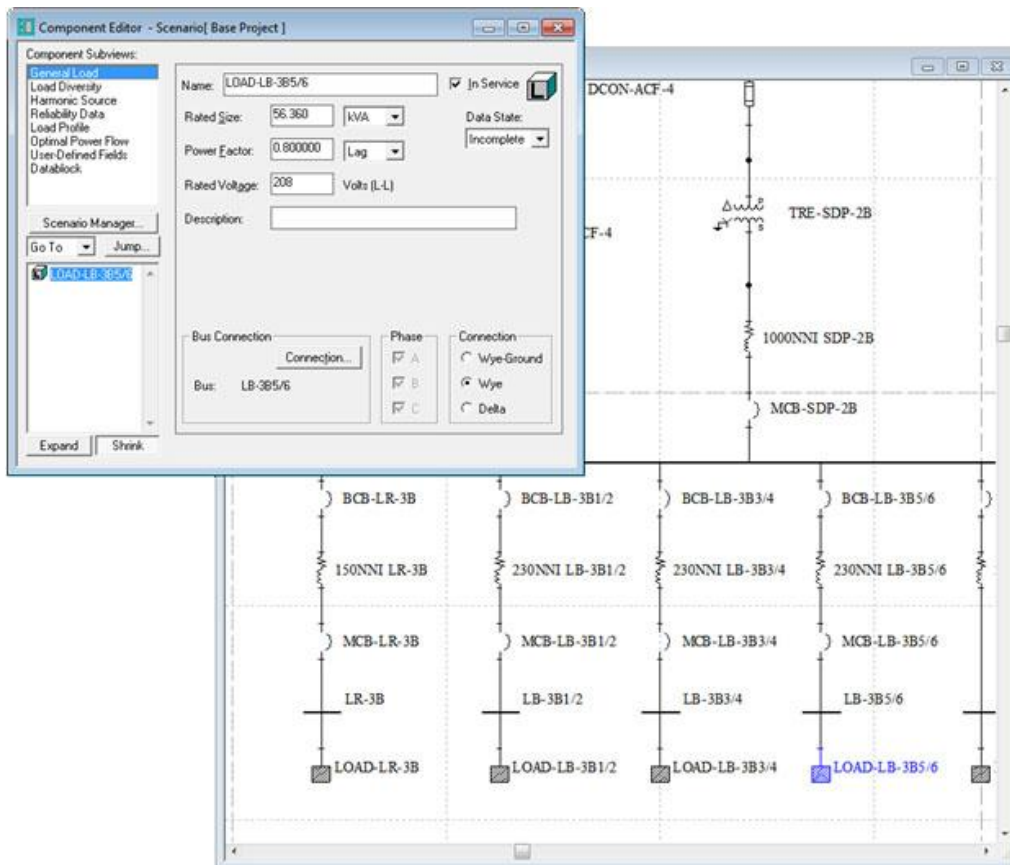 Component Editor - Scenario[ Base Project ]
Component Subviews:
General Load
Load Diversity
Harmonic Source
Reliability Data
Load Profile
Optimal Power Flow
User-Defined Fields
Datablock
Scenario Manager...
Go To
Jump...
LOAD-LB-3B5/6
Expand
Shrink
Name: LOAD-LB-3B5/6
In Service
Rated Size: 56.360 kVA
Data State:
Incomplete
Power Factor: 0.800000 Lag
Rated Voltage: 208 Volts (L-L)
Description:
Bus Connection
Connection...
Bus: LB-3B5/6
Phase
A
B
C
Connection
Wye-Ground
Wye
Delta
DCON-ACF-4
CF-4
P
S
TRE-SDP-2B
1000NNI SDP-2B
MCB-SDP-2B
BCB-LR-3B BCB-LB-3B1/2 BCB-LB-3B3/4 BCB-LB-3B5/6
150NNI LR-3B 230NNI LB-3B1/2 230NNI LB-3B3/4 230NNI LB-3B5/6
MCB-LR-3B MCB-LB-3B1/2 MCB-LB-3B3/4 MCB-LB-3B5/6
LR-3B LB-3B1/2 LB-3B3/4 LB-3B5/6
LOAD-LR-3B LOAD-LB-3B1/2 LOAD-LB-3B3/4 LOAD-LB-3B5/6